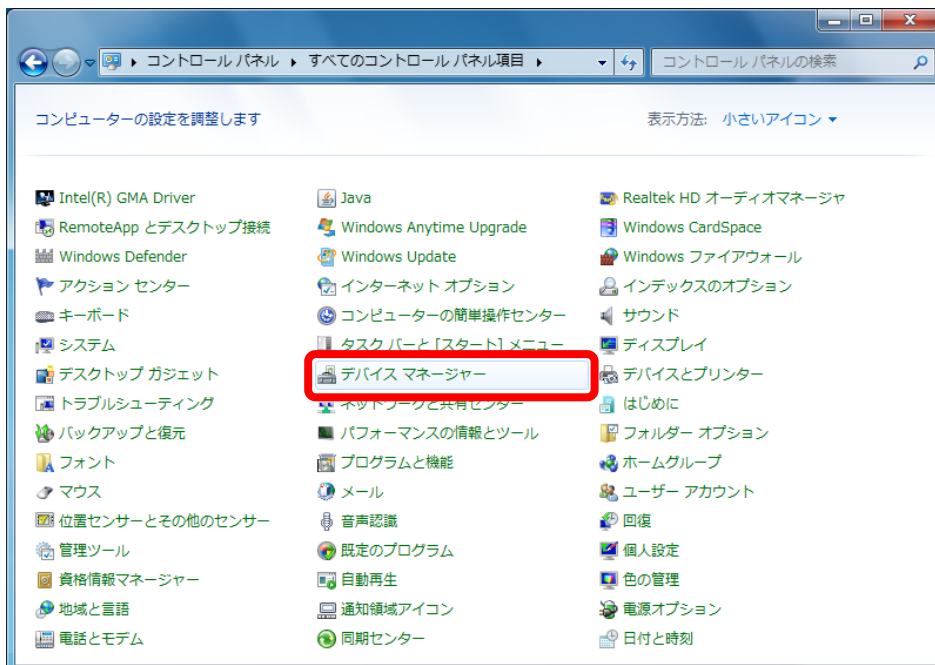 コントロール パネル すべてのコントロール パネル項目 コントロール パネルの検索
コンピューターの設定を調整します 表示方法: 小さいアイコン
Intel(R) GMA Driver Java Realtek HD オーディオマネージャ
RemoteApp とデスクトップ接続 Windows Anytime Upgrade Windows CardSpace
Windows Defender Windows Update Windows ファイアウォール
アクション センター インターネット オプション インデックスのオプション
キーボード コンピューターの簡単操作センター サウンド
システム タスク バーと [スタート] メニュー ディスプレイ
デスクトップ ガジェット デバイス マネージャー デバイスとプリンター
トラブルシューティング ネットワークと共有センター はじめに
バックアップと復元 パフォーマンスの情報とツール フォルダー オプション
フォント プログラムと機能 ホームグループ
マウス メール ユーザー アカウント
位置センサーとその他のセンサー 音声認識 回復
管理ツール 既定のプログラム 個人設定
資格情報マネージャー 自動再生 色の管理
地域と言語 通知領域アイコン 電源オプション
電話とモデム 同期センター 日付と時刻